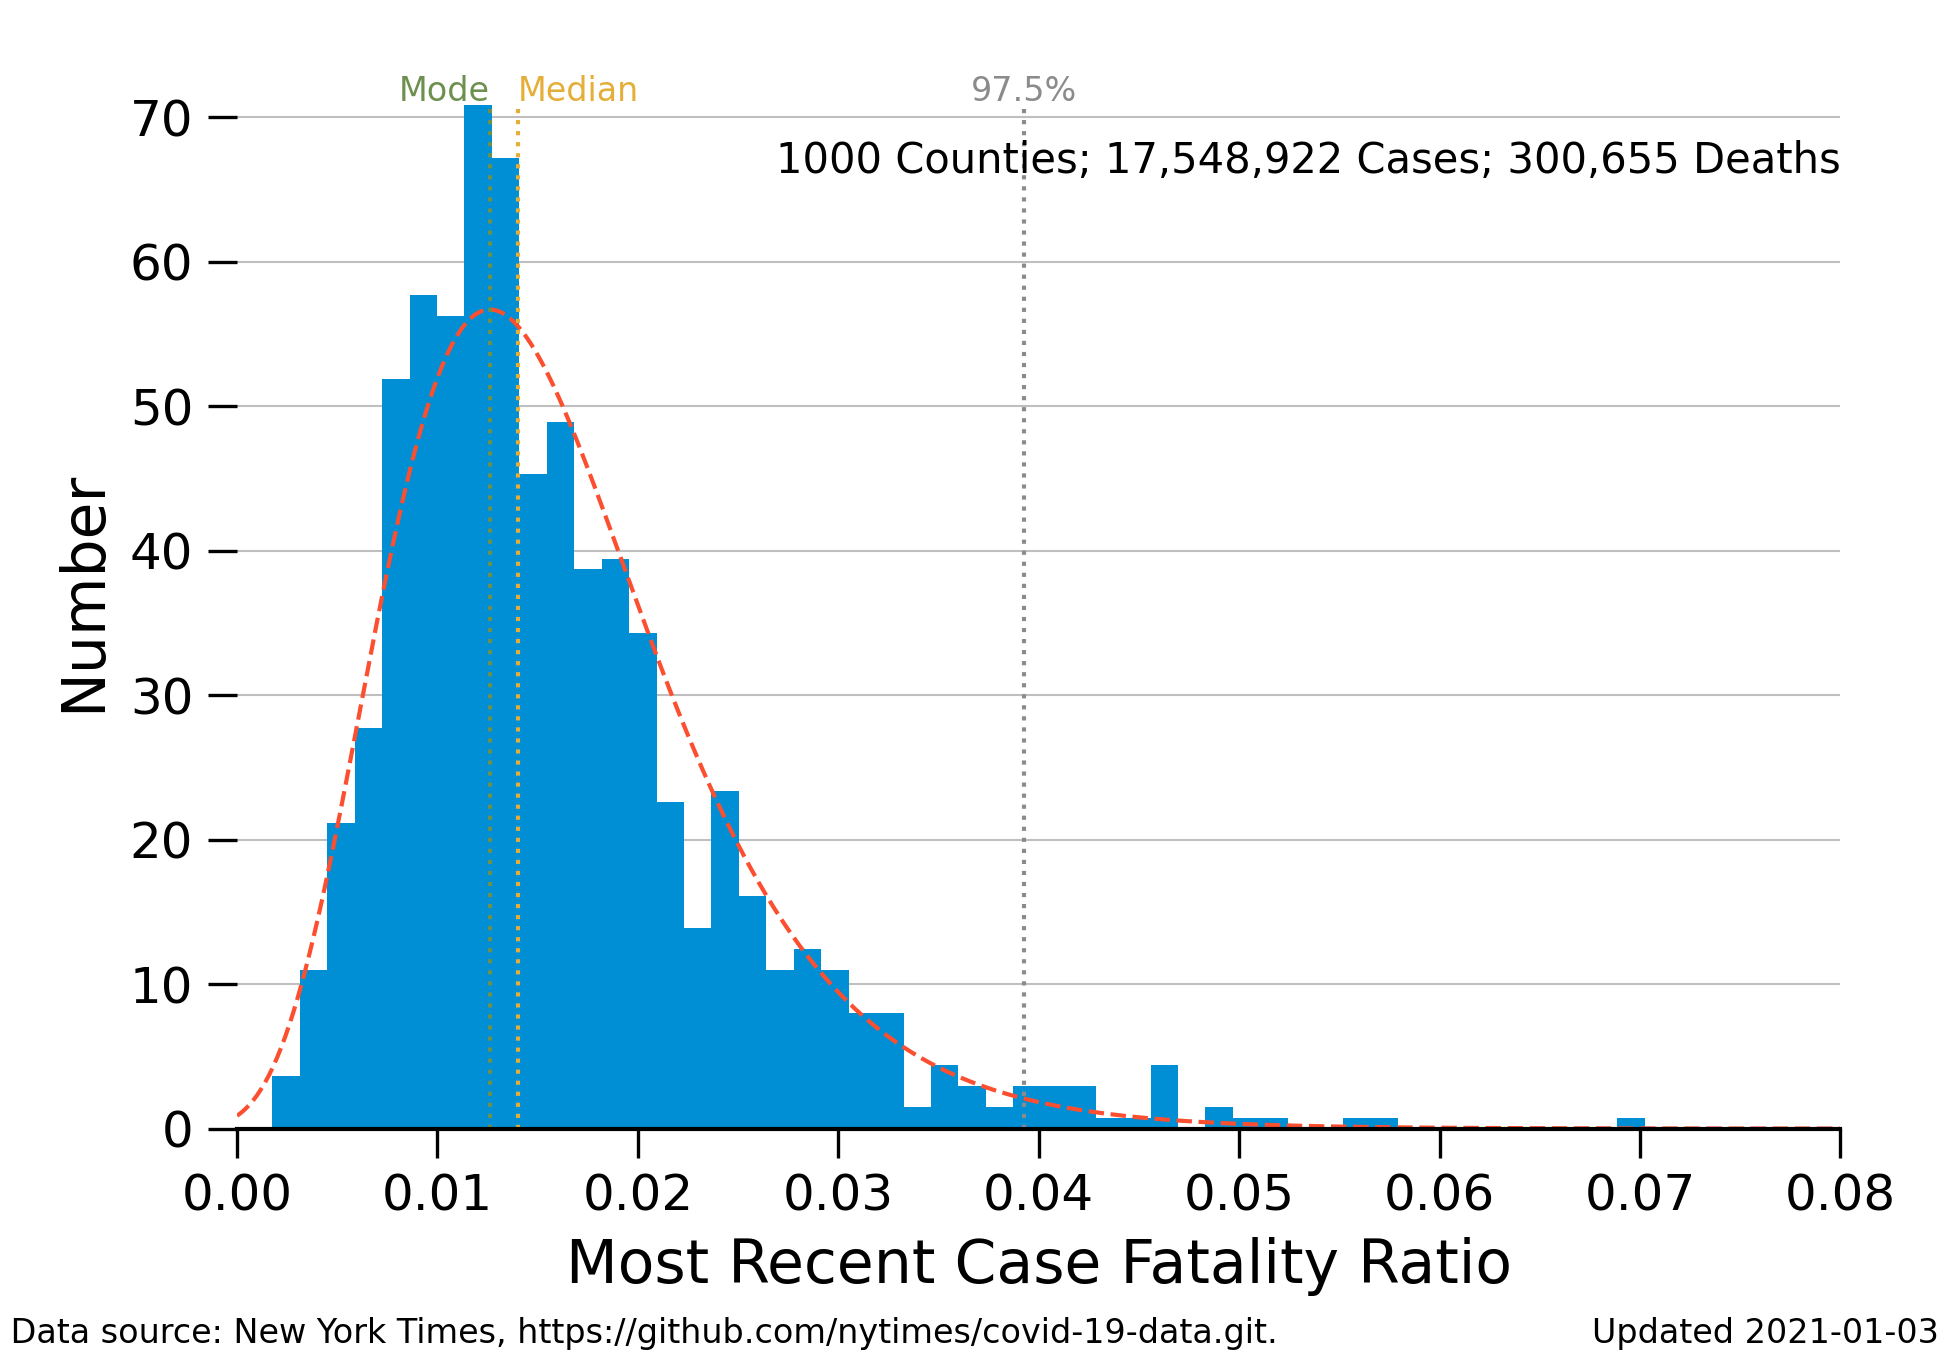 Mode Median 97.5%
1000 Counties; 17,548,922 Cases; 300,655 Deaths
70
60
50
40
30
20
10
0
Number
0.00 0.01 0.02 0.03 0.04 0.05 0.06 0.07 0.08
Most Recent Case Fatality Ratio
Data source: New York Times, https://github.com/nytimes/covid-19-data.git. Updated 2021-01-03